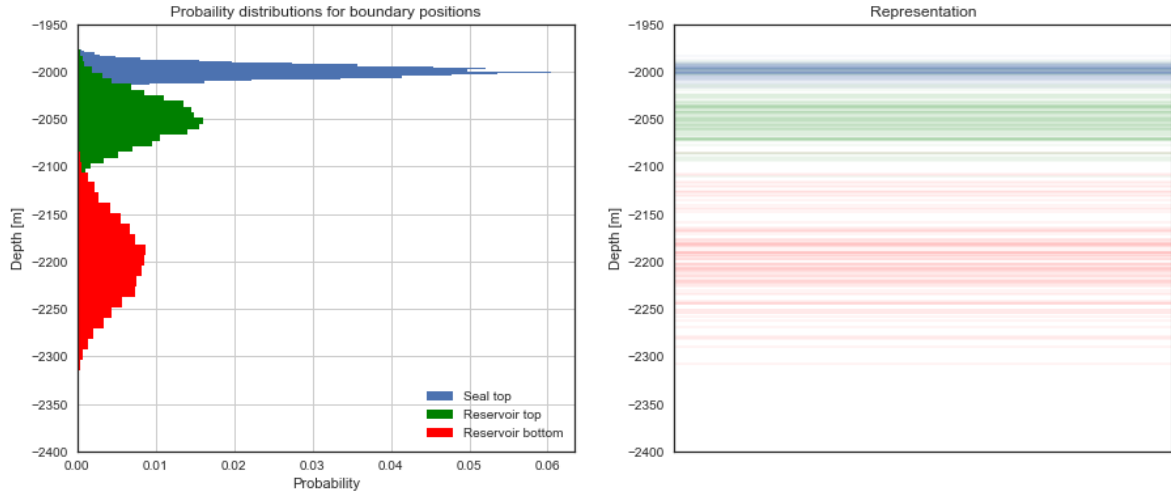 Probaility distributions for boundary positions
−1950
−2000
−2050
−2100
−2150
−2200
−2250
−2300
−2350
−2400
Depth [m]
0.00 0.01 0.02 0.03 0.04 0.05 0.06
Probability
Seal top
Reservoir top
Reservoir bottom
Representation
−1950
−2000
−2050
−2100
−2150
−2200
−2250
−2300
−2350
−2400
Depth [m]